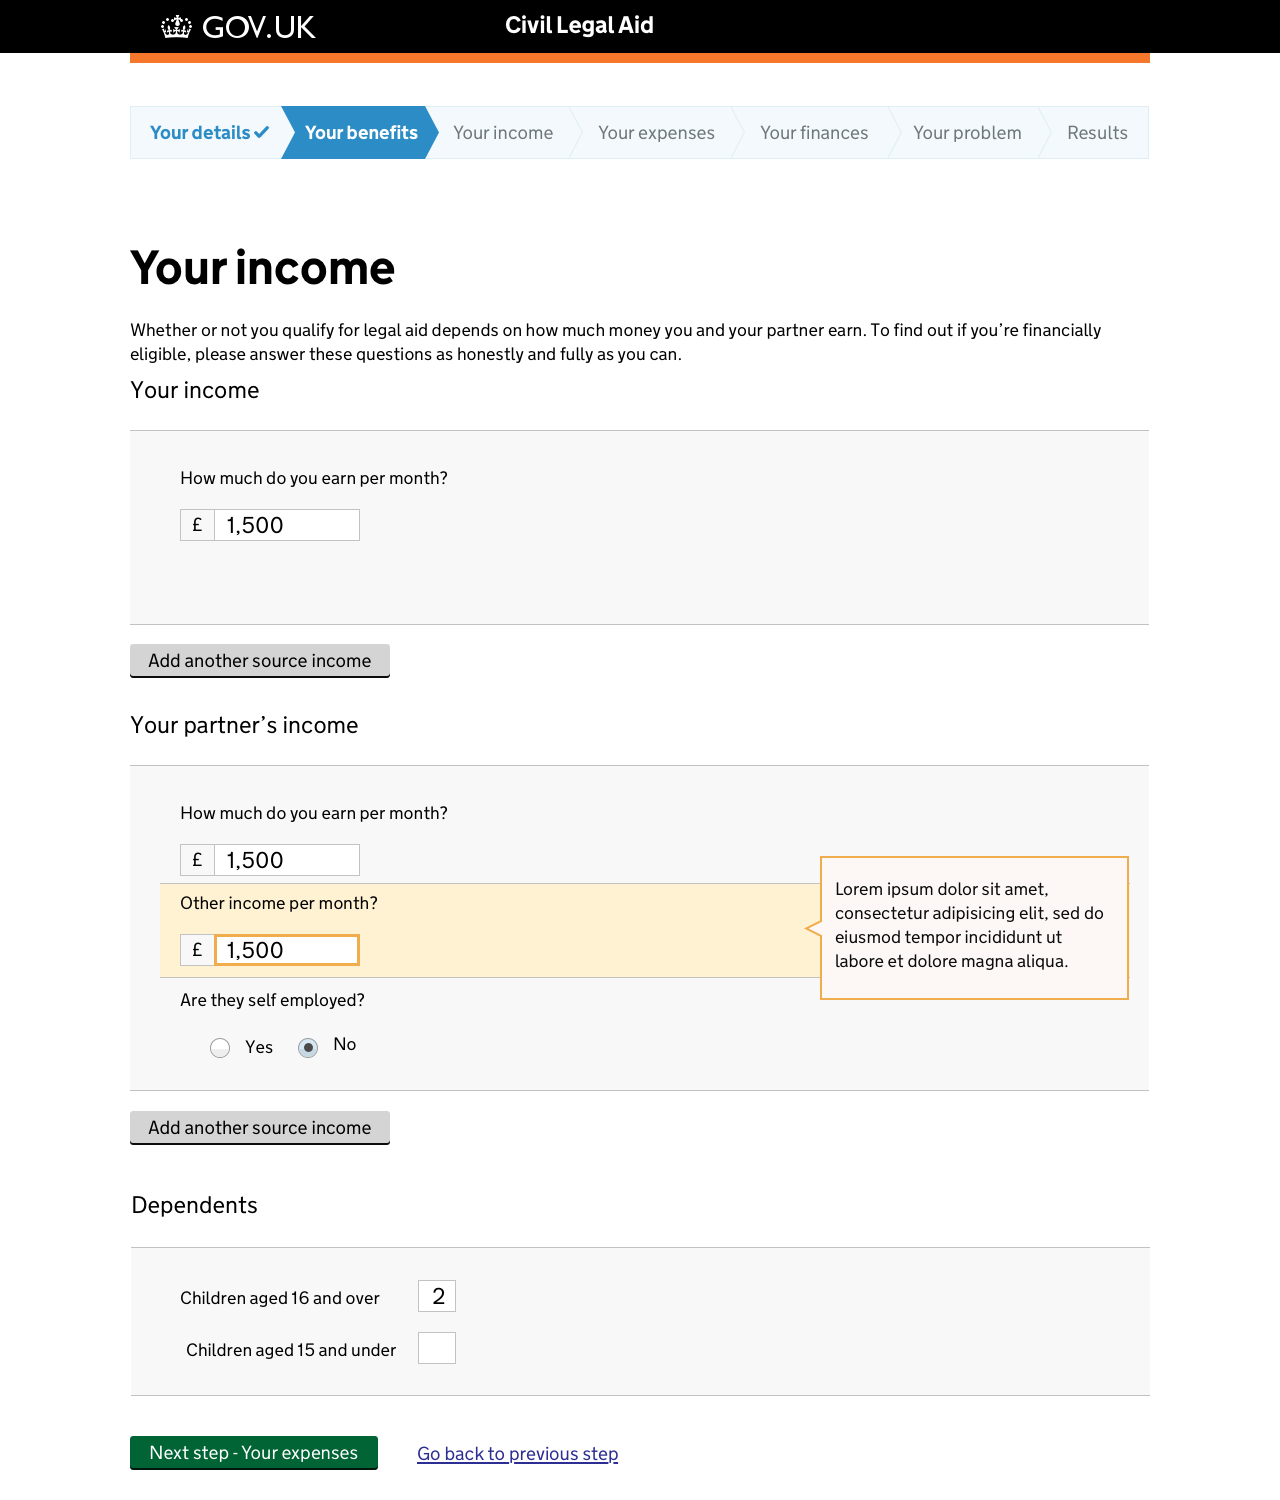 GOV.UK Civil Legal Aid
Your details Your benefits Your income Your expenses Your finances Your problem Results
Your income
Whether or not you qualify for legal aid depends on how much money you and your partner earn. To find out if you’re financially
eligible, please answer these questions as honestly and fully as you can.
Your income
How much do you earn per month?
£ 1,500
Add another source income
Your partner’s income
How much do you earn per month?
£ 1,500
Other income per month?
£ 1,500
Lorem ipsum dolor sit amet,
consectetur adipisicing elit, sed do
eiusmod tempor incididunt ut
labore et dolore magna aliqua.
Are they self employed?
Yes No
Add another source income
Dependents
Children aged 16 and over 2
Children aged 15 and under
Next step - Your expenses Go back to previous step